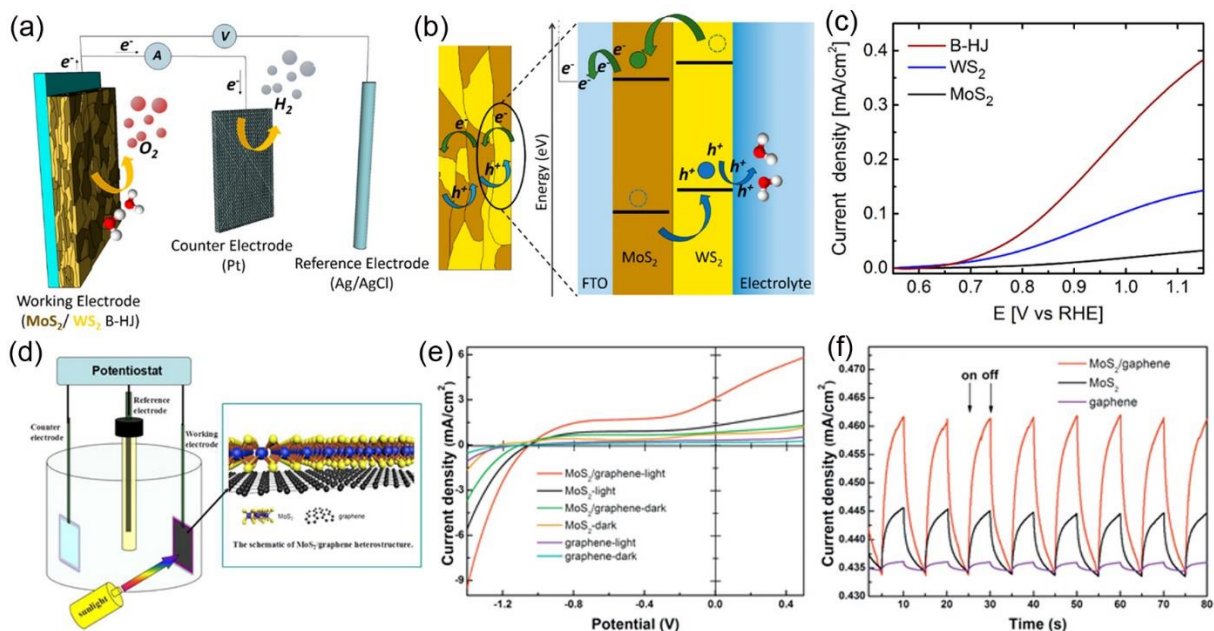 (a)
V
e-
A
e-
e-
H2
O2
Counter Electrode
(Pt)
Reference Electrode
(Ag/AgCl)
Working Electrode
(MoS2/ WS2 B-HJ)
(b)
Energy (eV)
e-
e-
h+
h+
e-
e-
e-
h+
h+
h+
MoS2
WS2
FTO
Electrolyte
(c)
Current density [mA/cm2]
0.4
0.3
0.2
0.1
0.0
B-HJ
WS2
MoS2
0.6 0.7 0.8 0.9 1.0 1.1
E [V vs RHE]
(d)
Potentiostat
Reference
electrode
Counter
electrode
Working
electrode
sunlight
MoS2
graphene
The schematic of MoS2/graphene heterostructure.
(e)
Current density (mA/cm2)
6
3
0
-3
-6
-9
MoS2/graphene-light
MoS2-light
MoS2/graphene-dark
MoS2-dark
graphene-light
graphene-dark
-1.2 -0.8 -0.4 0.0 0.4
Potential (V)
(f)
Current density (mA/cm2)
0.470
0.465
0.460
0.455
0.450
0.445
0.440
0.435
0.430
on off
MoS2/gaphene
MoS2
gaphene
10 20 30 40 50 60 70 80
Time (s)